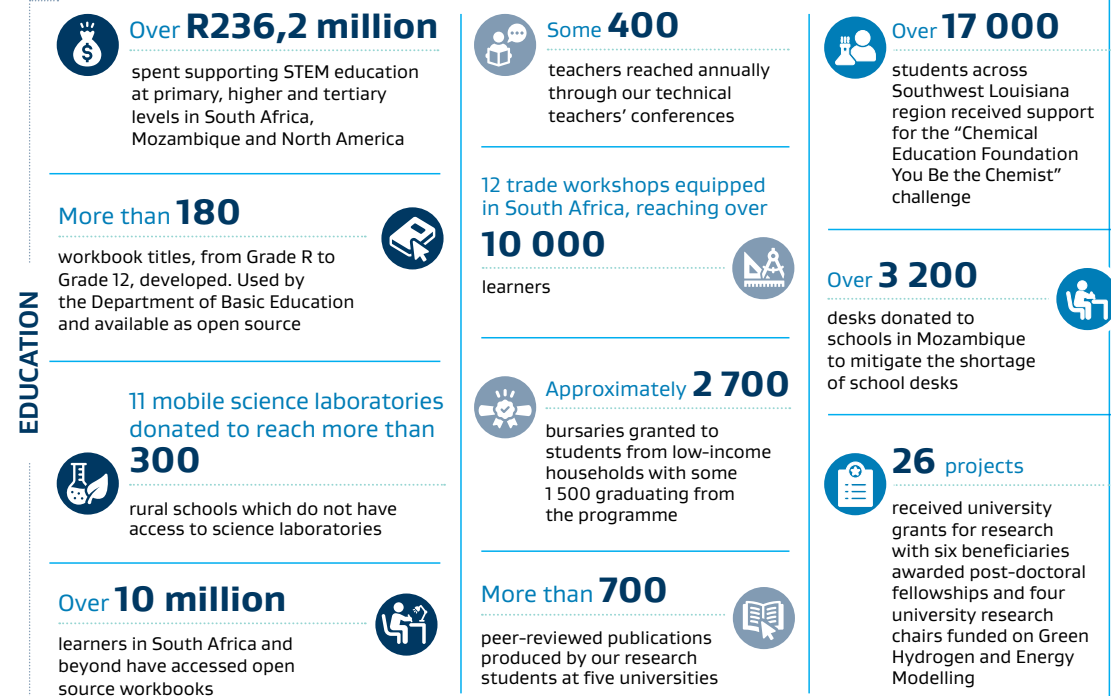 EDUCATION
Over R236,2 million
spent supporting STEM education
at primary, higher and tertiary
levels in South Africa,
Mozambique and North America
More than 180
workbook titles, from Grade R to
Grade 12, developed. Used by
the Department of Basic Education
and available as open source
11 mobile science laboratories
donated to reach more than
300
rural schools which do not have
access to science laboratories
Over 10 million
learners in South Africa and
beyond have accessed open
source workbooks
Some 400
teachers reached annually
through our technical
teachers' conferences
12 trade workshops equipped
in South Africa, reaching over
10 000
learners
Approximately 2 700
bursaries granted to
students from low-income
households with some
1 500 graduating from
the programme
More than 700
peer-reviewed publications
produced by our research
students at five universities
Over 17 000
students across
Southwest Louisiana
region received support
for the “Chemical
Education Foundation
You Be the Chemist”
challenge
Over 3 200
desks donated to
schools in Mozambique
to mitigate the shortage
of school desks
26 projects
received university
grants for research
with six beneficiaries
awarded post-doctoral
fellowships and four
university research
chairs funded on Green
Hydrogen and Energy
Modelling